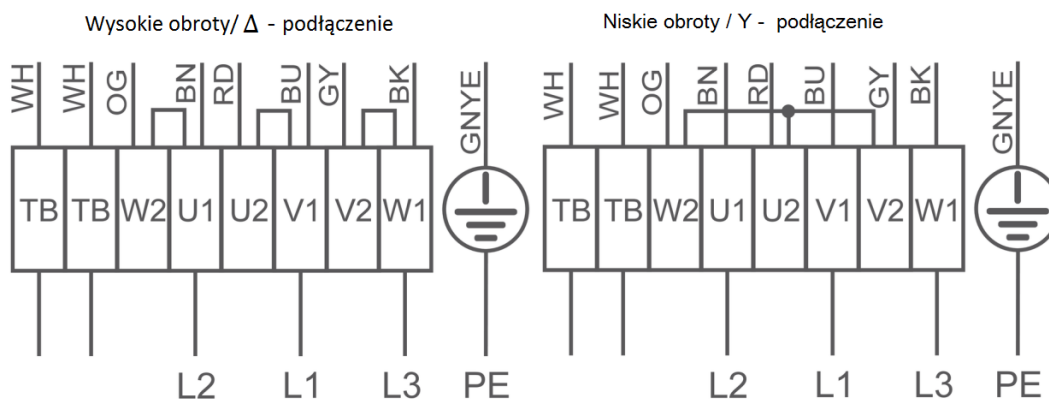 Wysokie obroty/ Δ - podłączenie
Niskie obroty / Y - podłączenie
WH WH OG BN RD BU GY BK GNYE
WH WH OG BN RD BU GY BK GNYE
TB TB W2 U1 U2 V1 V2 W1
TB TB W2 U1 U2 V1 V2 W1
L2 L1 L3 PE
L2 L1 L3 PE